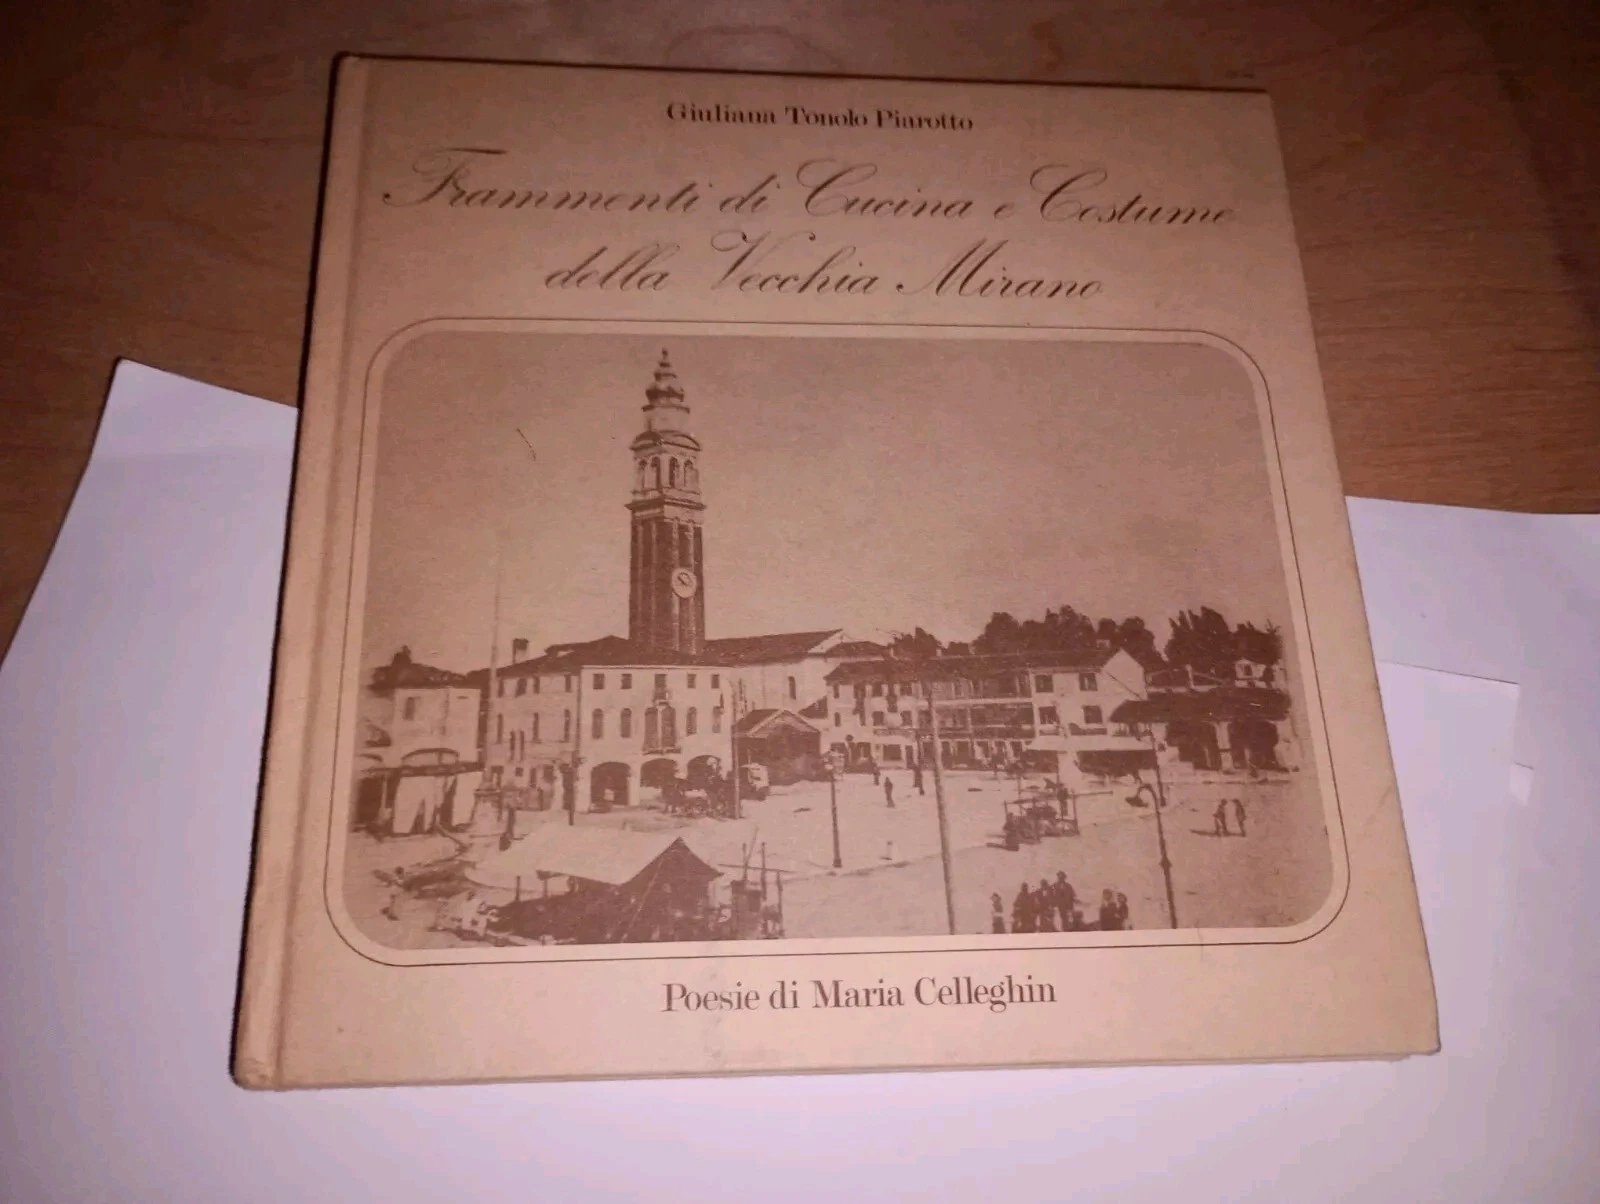 Giuliana Tonolo Piarotto
Frammenti di Cucina e Costume
della Vecchia Mirano
Poesie di Maria Celleghin